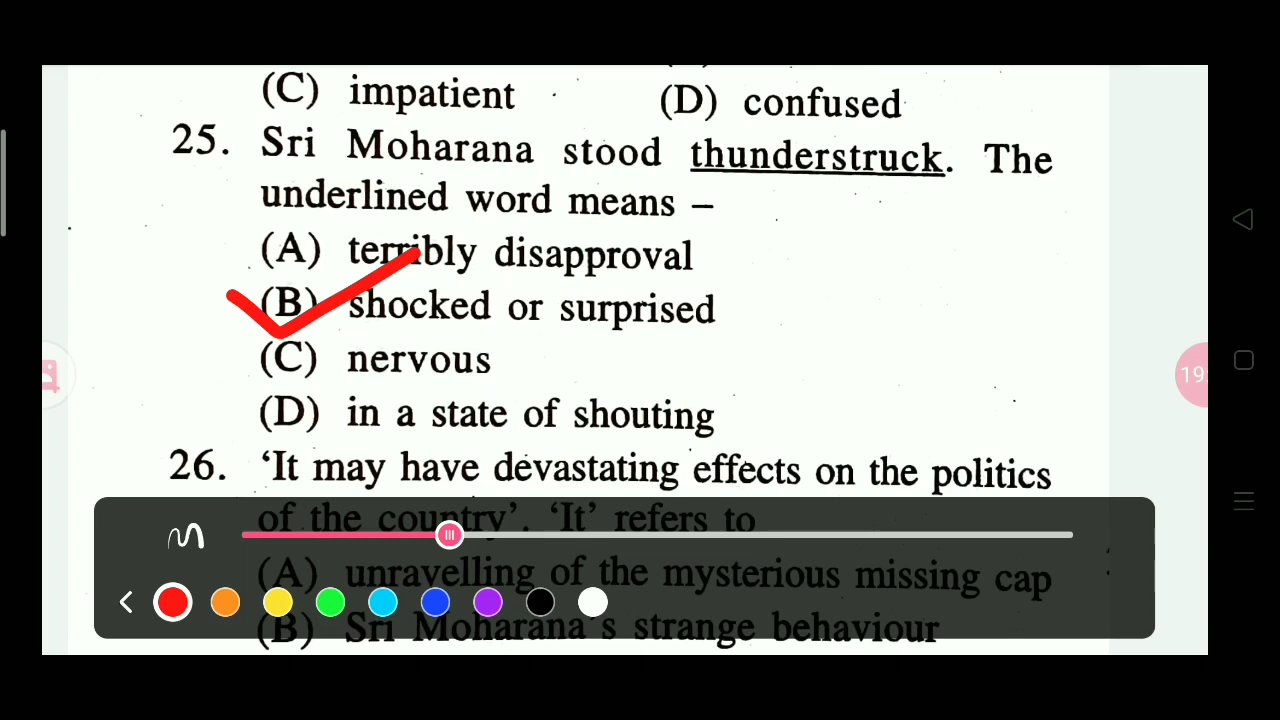 (C) impatient (D) confused
25. Sri Moharana stood thunderstruck. The
underlined word means –
(A) terribly disapproval
(B) shocked or surprised
(C) nervous
(D) in a state of shouting
26. ‘It may have devastating effects on the politics
of the country’. ‘It’ refers to
(A) unravelling of the mysterious missing cap
(B) Sri Moharana's strange behaviour
19